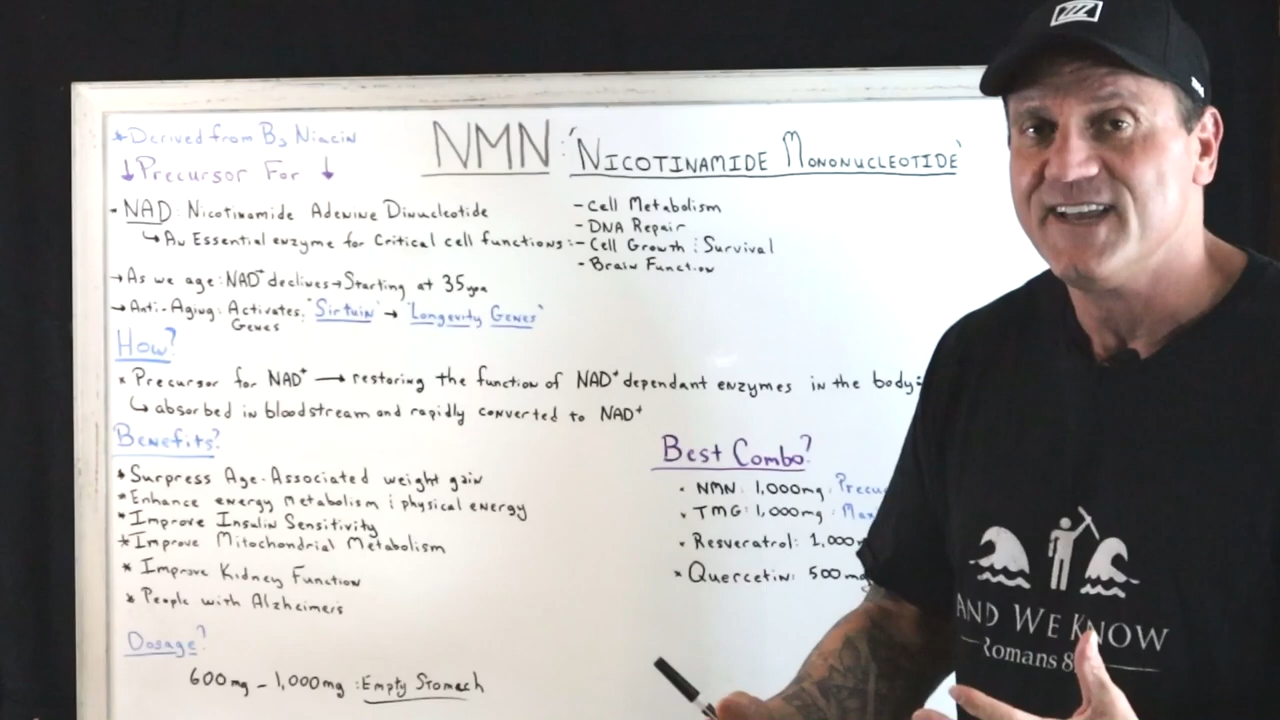 *Derived from B3 Niacin
↓Precursor For ↓
NMN: 'NICOTINAMIDE MONONUCLEOTIDE'
- NAD: Nicotinamide Adenine Dinucleotide
↳ An Essential enzyme for Critical cell functions:
- Cell Metabolism
- DNA Repair
- Cell Growth : Survival
- Brain Function
→ As we age: NAD+ declives → Starting at 35
→ Anti-Aging: Activates: "Sirtuin" → "Longevity Genes"
Genes
How?
* Precursor for NAD+ → restoring the function of NAD+ dependant enzymes in the body:
↳ absorbed in bloodstream and rapidly converted to NAD+
Benefits?
* Surpress Age-Associated weight gain
* Enhance energy metabolism : physical energy
* Improve Insulin Sensitivity
* Improve Mitochondrial Metabolism
* Improve Kidney Function
* People with Alzheimers
Dosage?
600mg - 1,000mg : Empty Stomach
Best Combo?
• NMN: 1,000mg:
• TMG: 1,000mg:
• Resveratrol: 1,000
* Quercetin: 500mg
AND WE KNOW
Romans 8